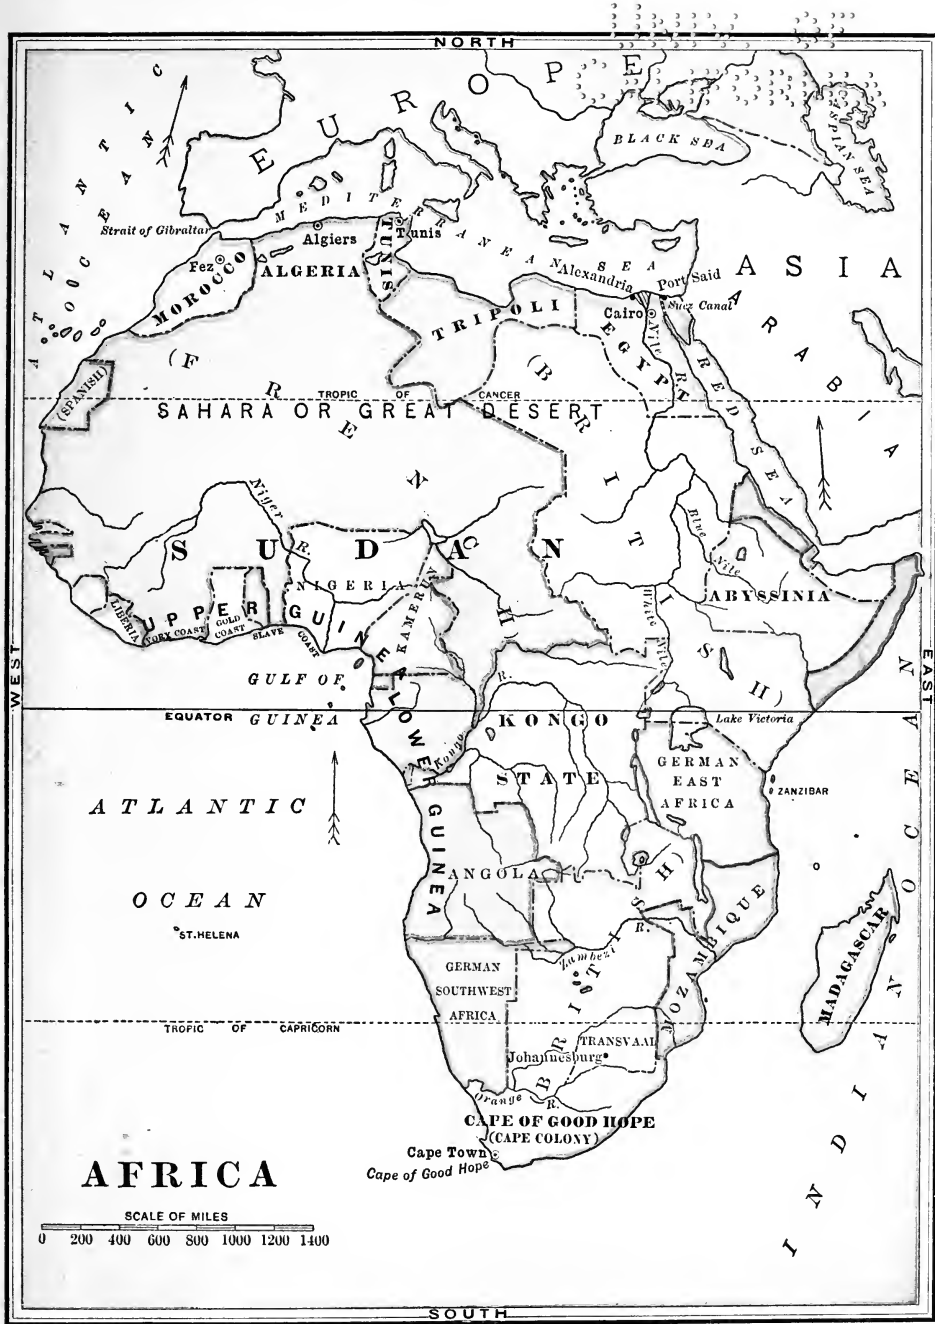 NORTH
EUROPE
ATLANTIC
OCEAN
BLACK SEA
CASPIAN SEA
MEDITERRANEAN SEA
Strait of Gibraltar
Algiers
Tunis
TUNIS
Fez
MOROCCO
ALGERIA
Alexandria
Port Said
ASIA
Cairo
Suez Canal
Nile R.
TRIPOLI
EGYPT
ARABIA
RED SEA
(SPANISH)
(FRENCH)
(BRITISH)
TROPIC OF CANCER
SAHARA OR GREAT DESERT
Niger R.
SUDAN
Blue Nile
White Nile
NIGERIA
ABYSSINIA
KAMERUN
LIBERIA
UPPER GUINEA
IVORY COAST
GOLD COAST
SLAVE COAST
WEST
EAST
GULF OF
GUINEA
EQUATOR
LOWER GUINEA
Kongo R.
KONGO
STATE
Lake Victoria
GERMAN
EAST
AFRICA
ZANZIBAR
ATLANTIC
OCEAN
ST. HELENA
ANGOLA
(BRITISH)
MOZAMBIQUE
Zambezi R.
MADAGASCAR
GERMAN
SOUTHWEST
AFRICA
TROPIC OF CAPRICORN
TRANSVAAL
Johannesburg
Orange R.
CAPE OF GOOD HOPE
(CAPE COLONY)
Cape Town
Cape of Good Hope
INDIAN OCEAN
AFRICA
SCALE OF MILES
0 200 400 600 800 1000 1200 1400
SOUTH